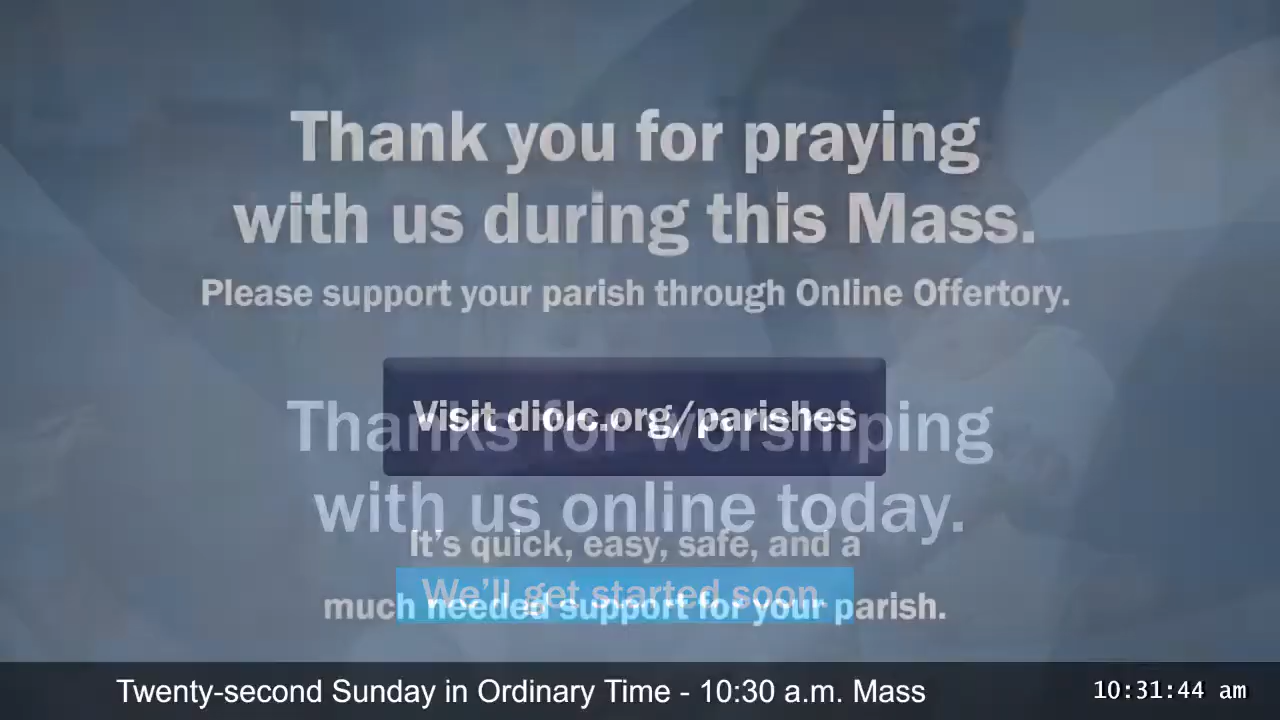 Thank you for praying
with us during this Mass.
Please support your parish through Online Offertory.
Visit diolc.org/parishes
Thanks for worshiping
with us online today.
It's quick, easy, safe, and a
We'll get started soon
much needed support for your parish.
Twenty-second Sunday in Ordinary Time - 10:30 a.m. Mass
10:31:44 am